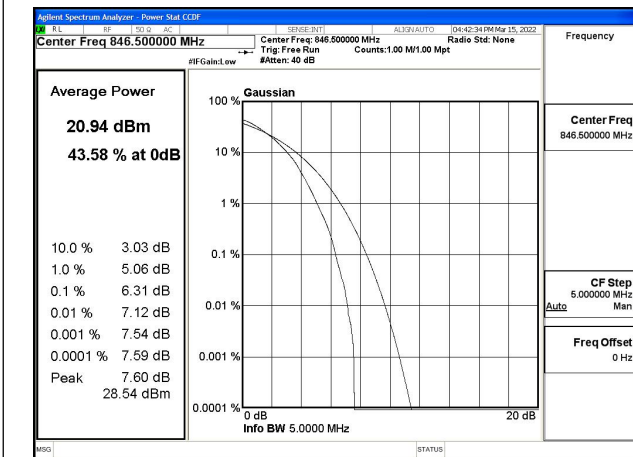 Agilent Spectrum Analyzer - Power Stat CCDF
RL RF 50 Ω AC SENSE:INT ALIGN AUTO 04:42:34 PM Mar 15, 2022
Center Freq 846.500000 MHz
Center Freq: 846.500000 MHz Radio Std: None
Trig: Free Run Counts:1.00 M/1.00 Mpt
#IFGain:Low #Atten: 40 dB
Frequency
Average Power
20.94 dBm
43.58 % at 0dB
10.0 % 3.03 dB
1.0 % 5.06 dB
0.1 % 6.31 dB
0.01 % 7.12 dB
0.001 % 7.54 dB
0.0001 % 7.59 dB
Peak 7.60 dB
28.54 dBm
Gaussian
100 %
10 %
1 %
0.1 %
0.01 %
0.001 %
0.0001 %
0 dB 20 dB
Info BW 5.0000 MHz
Center Freq
846.500000 MHz
CF Step
5.000000 MHz
Auto Man
Freq Offset
0 Hz
MSG STATUS